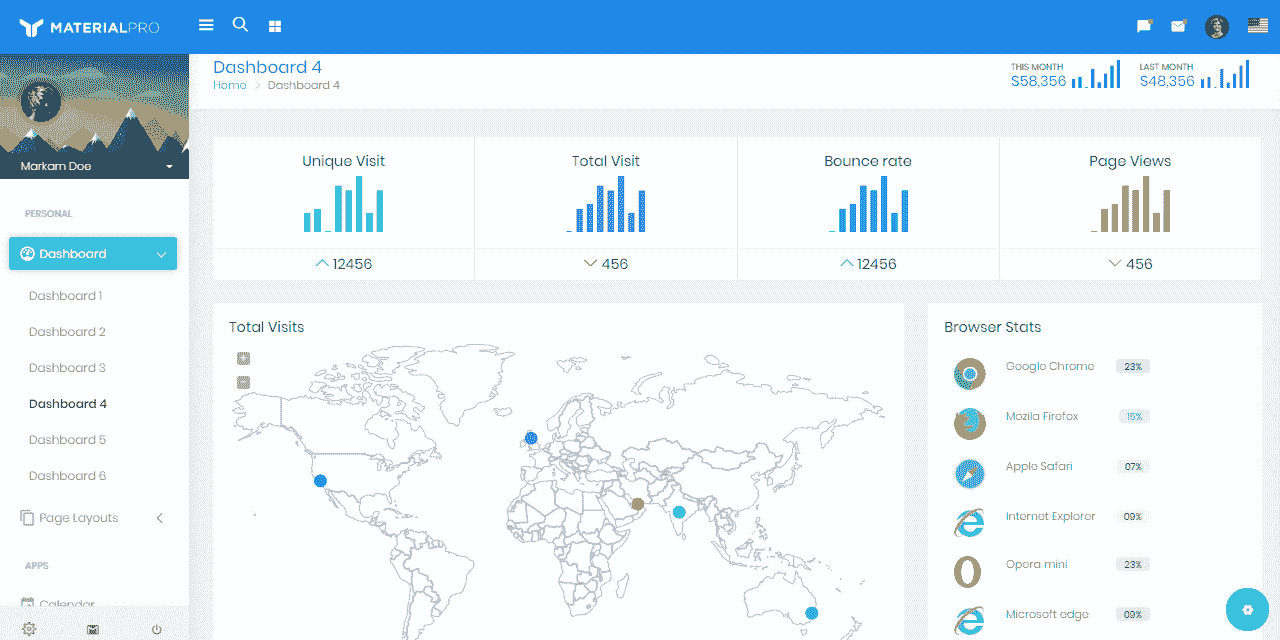 MATERIALPRO
Dashboard 4
Home > Dashboard 4
THIS MONTH
$58,356
LAST MONTH
$48,356
Markarn Doe
PERSONAL
Dashboard
Dashboard 1
Dashboard 2
Dashboard 3
Dashboard 4
Dashboard 5
Dashboard 6
Page Layouts
APPS
Calendar
Unique Visit
12456
Total Visit
456
Bounce rate
12456
Page Views
456
Total Visits
+
−
Browser Stats
Google Chrome 23%
Mozila Firefox 15%
Apple Safari 07%
Internet Explorer 09%
Opera mini 23%
Microsoft edge 09%